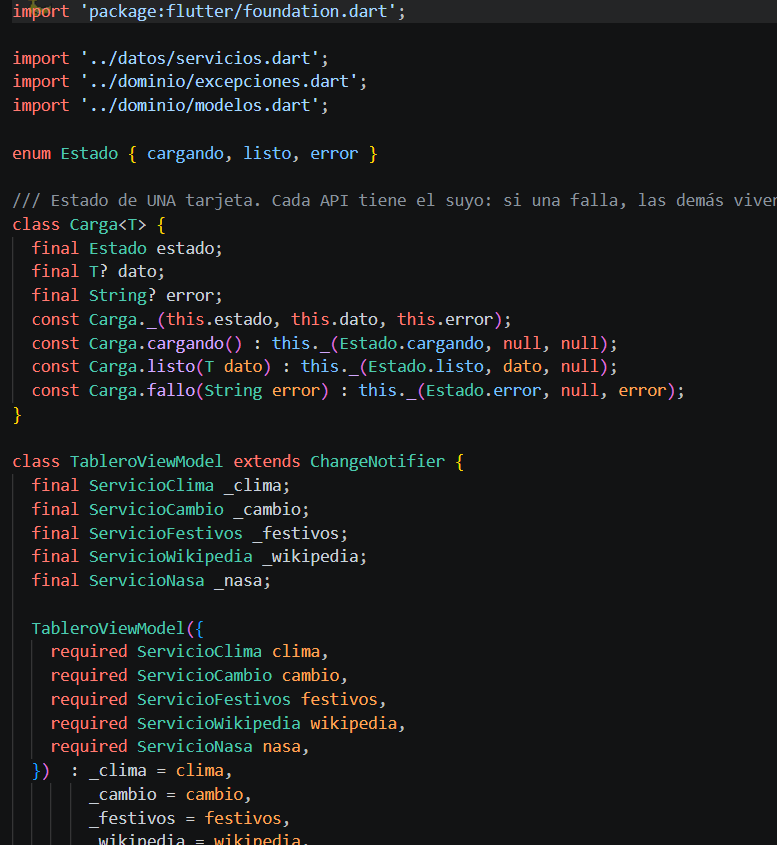 import 'package:flutter/foundation.dart';
import '../datos/servicios.dart';
import '../dominio/excepciones.dart';
import '../dominio/modelos.dart';
enum Estado { cargando, listo, error }
/// Estado de UNA tarjeta. Cada API tiene el suyo: si una falla, las demás viven
class Carga<T> {
  final Estado estado;
  final T? dato;
  final String? error;
  const Carga._(this.estado, this.dato, this.error);
  const Carga.cargando() : this._(Estado.cargando, null, null);
  const Carga.listo(T dato) : this._(Estado.listo, dato, null);
  const Carga.fallo(String error) : this._(Estado.error, null, error);
}
class TableroViewModel extends ChangeNotifier {
  final ServicioClima _clima;
  final ServicioCambio _cambio;
  final ServicioFestivos _festivos;
  final ServicioWikipedia _wikipedia;
  final ServicioNasa _nasa;
  TableroViewModel({
    required ServicioClima clima,
    required ServicioCambio cambio,
    required ServicioFestivos festivos,
    required ServicioWikipedia wikipedia,
    required ServicioNasa nasa,
  })  : _clima = clima,
        _cambio = cambio,
        _festivos = festivos,
        _wikipedia = wikipedia,